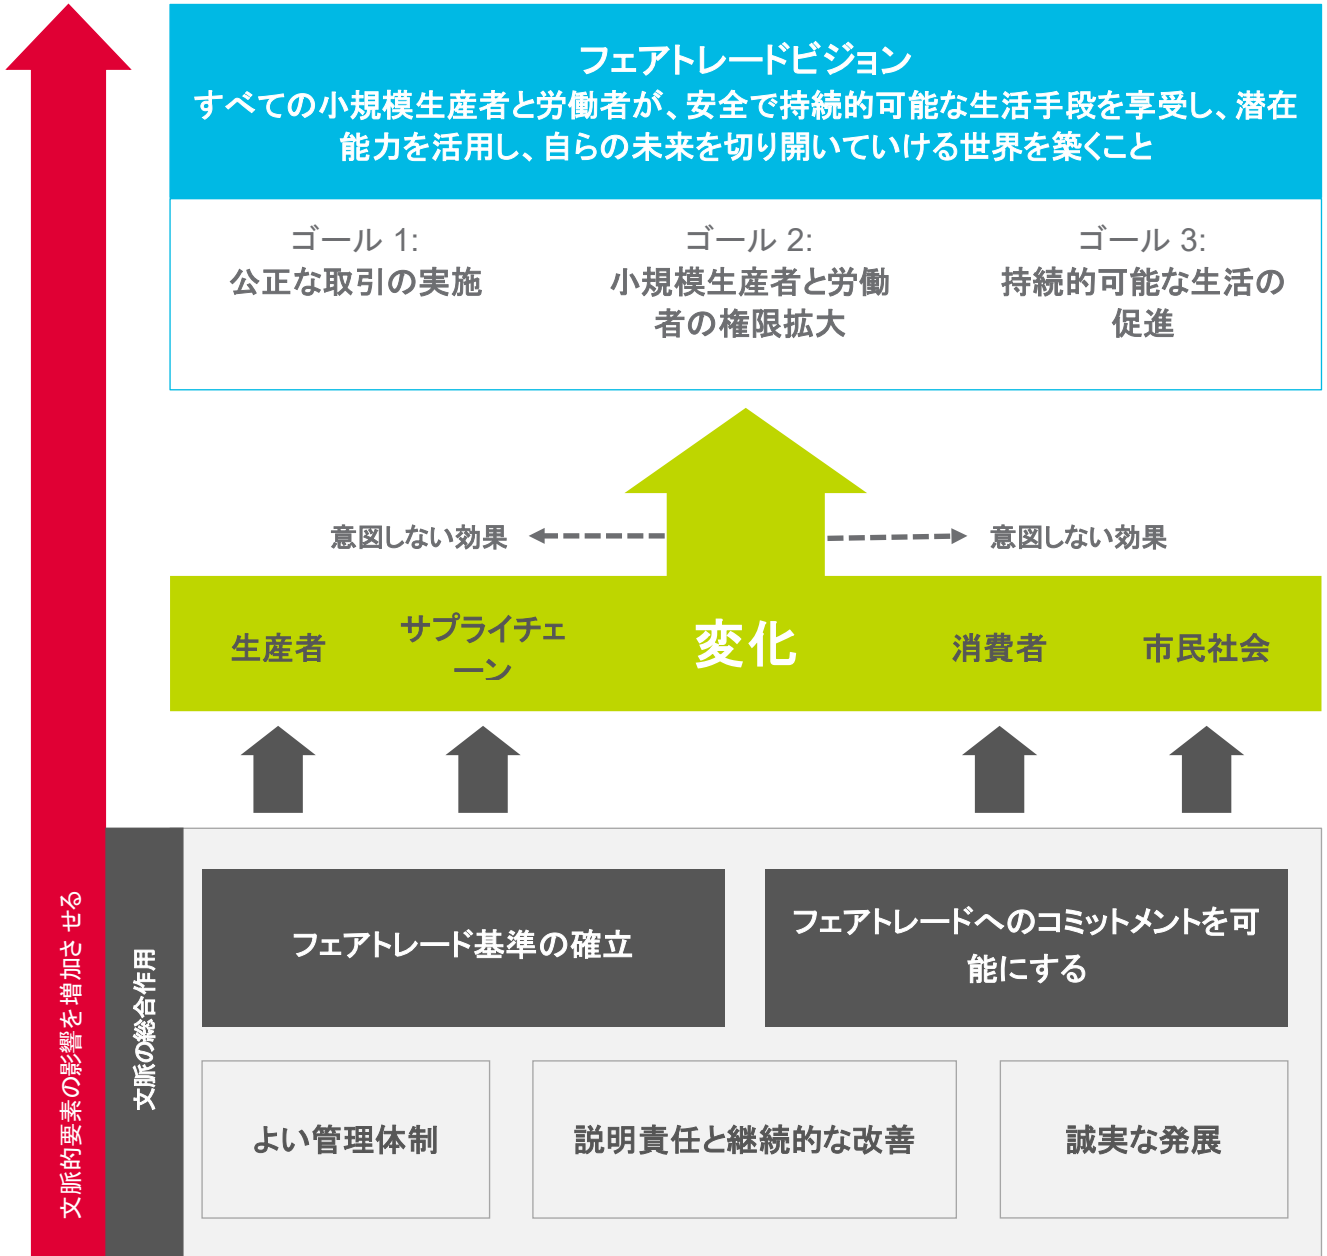 フェアトレードビジョン
すべての小規模生産者と労働者が、安全で持続的可能な生活手段を享受し、潜在
能力を活用し、自らの未来を切り開いていける世界を築くこと
ゴール 1:
公正な取引の実施
ゴール 2:
小規模生産者と労働
者の権限拡大
ゴール 3:
持続的可能な生活の
促進
意図しない効果
意図しない効果
生産者
サプライチェ
ーン
変化
消費者
市民社会
文脈的要素の影響を増加させる
文脈の総合作用
フェアトレード基準の確立
フェアトレードへのコミットメントを可
能にする
よい管理体制
説明責任と継続的な改善
誠実な発展